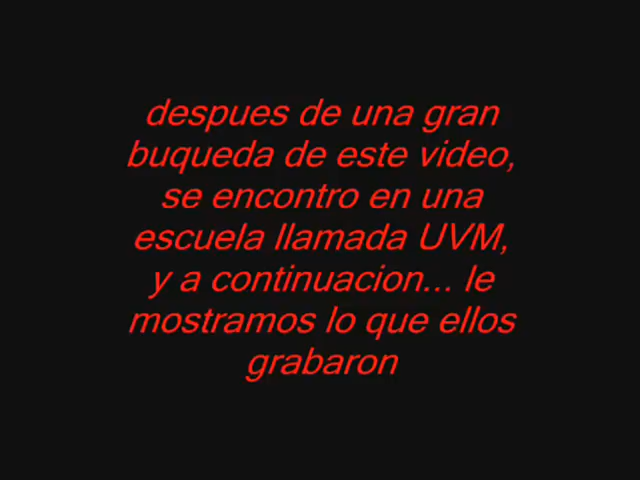 despues de una gran
buqueda de este video,
se encontro en una
escuela llamada UVM,
y a continuacion... le
mostramos lo que ellos
grabaron